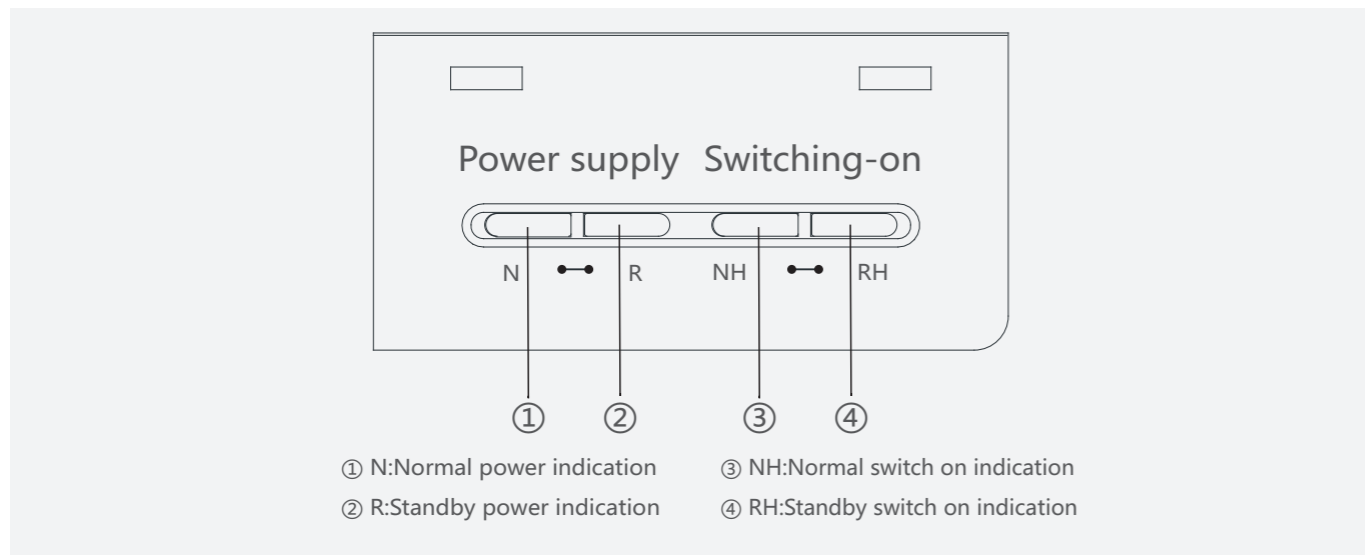 Power supply Switching-on
N R NH RH
① ② ③ ④
① N:Normal power indication ③ NH:Normal switch on indication
② R:Standby power indication ④ RH:Standby switch on indication